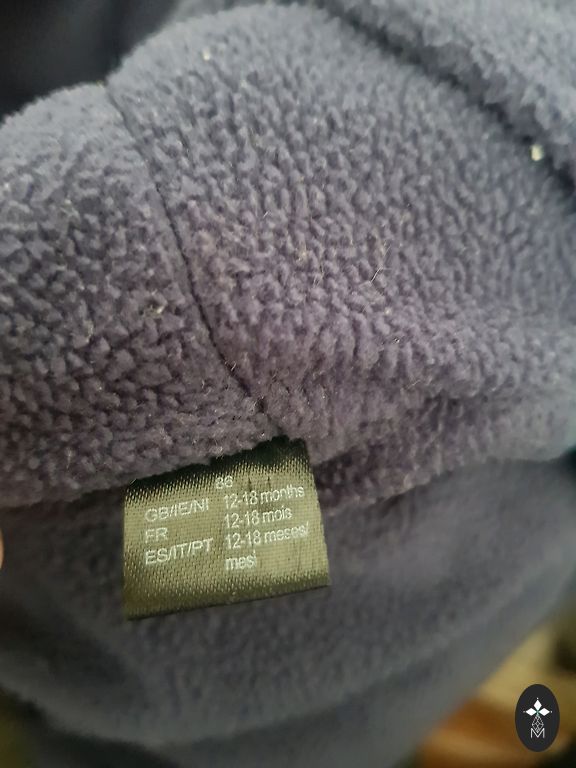 86
GB/IE/NI 12-18 months
FR 12-18 mois
ES/IT/PT 12-18 meses/
mesi
M